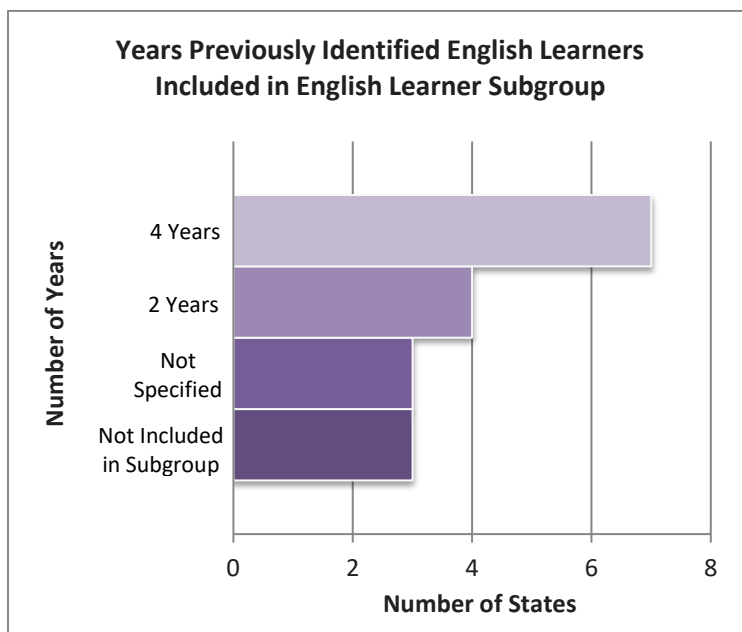 Years Previously Identified English Learners
Included in English Learner Subgroup
Number of Years
4 Years
2 Years
Not
Specified
Not Included
in Subgroup
0 2 4 6 8
Number of States